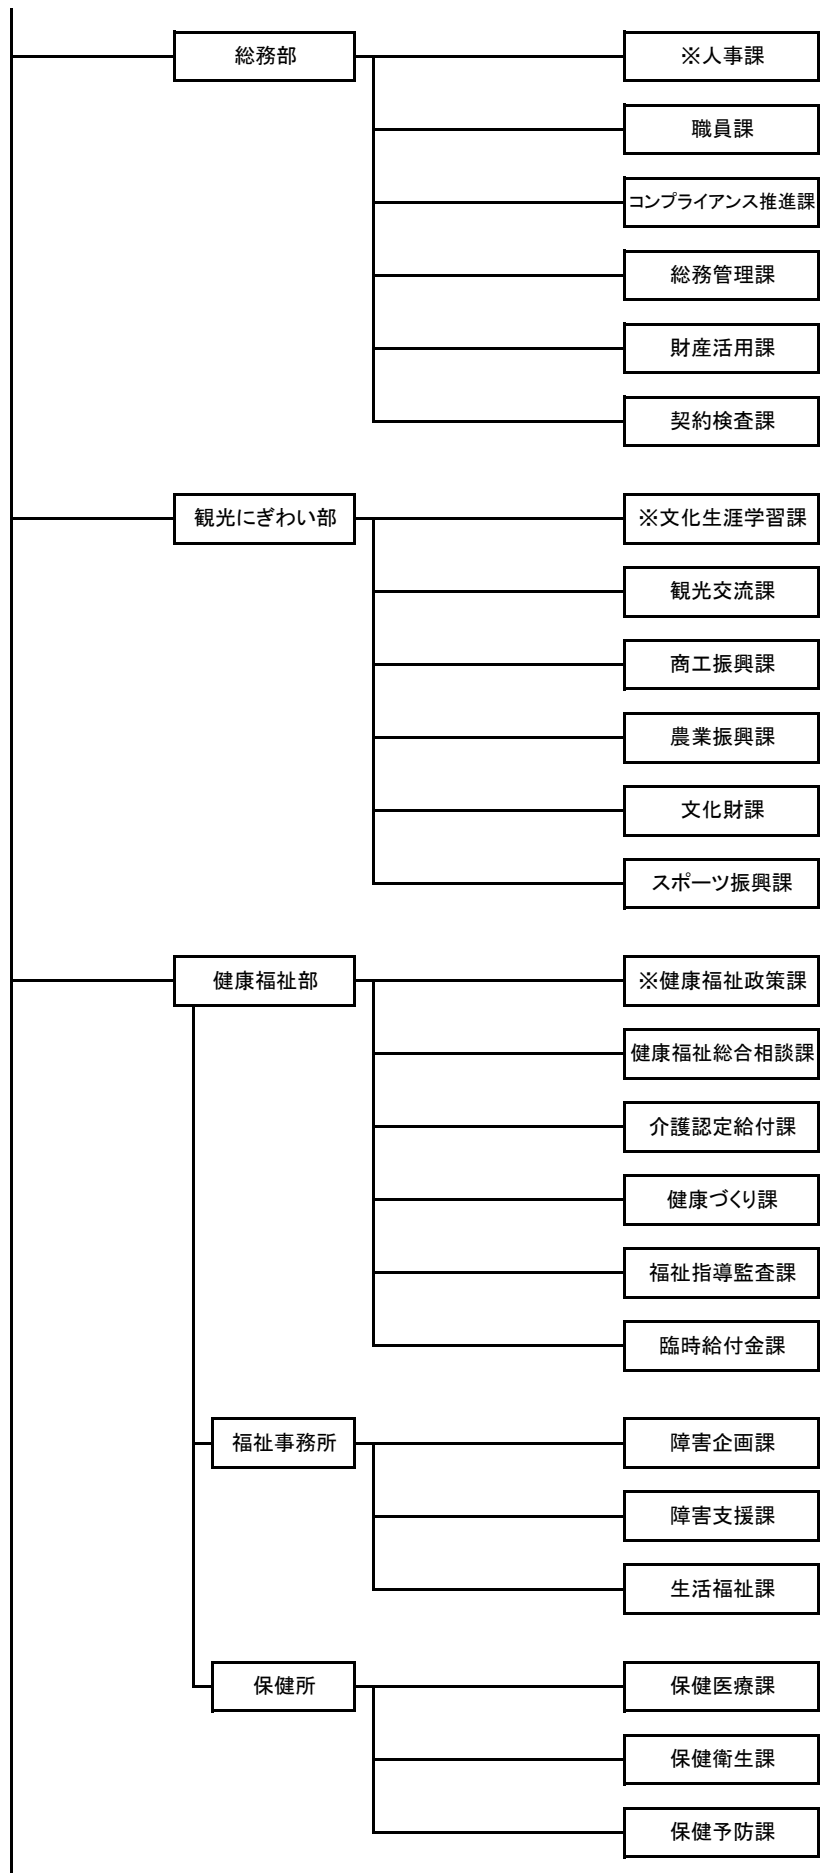 総務部
※人事課
職員課
コンプライアンス推進課
総務管理課
財産活用課
契約検査課
観光にぎわい部
※文化生涯学習課
観光交流課
商工振興課
農業振興課
文化財課
スポーツ振興課
健康福祉部
※健康福祉政策課
健康福祉総合相談課
介護認定給付課
健康づくり課
福祉指導監査課
臨時給付金課
福祉事務所
障害企画課
障害支援課
生活福祉課
保健所
保健医療課
保健衛生課
保健予防課